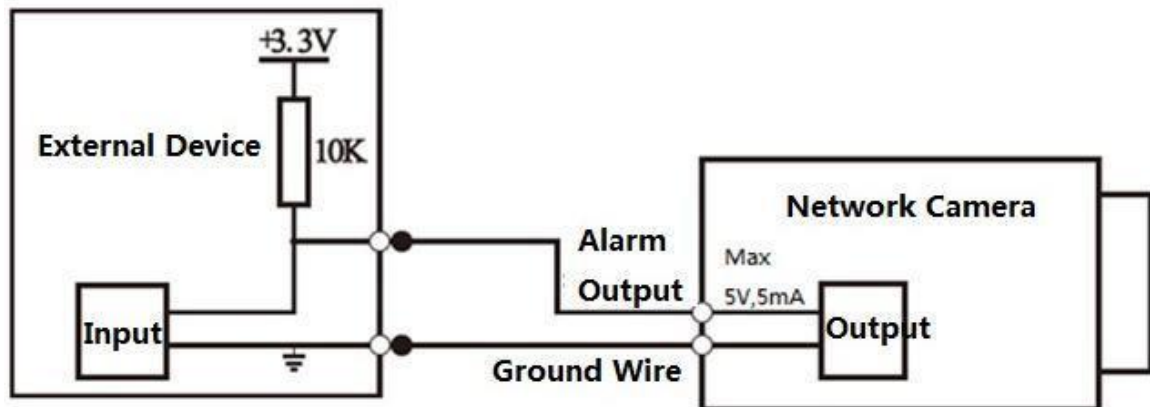 +3.3V
External Device
10K
Network Camera
Alarm
Output
Max
5V,5mA
Input
Output
Ground Wire